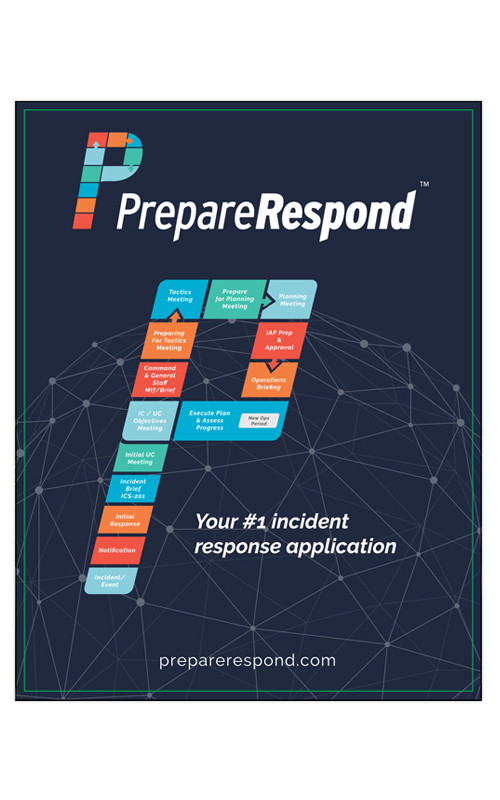 PrepareRespond™
Tactics
Meeting
Prepare
for Planning
Meeting
Planning
Meeting
Preparing
For Tactics
Meeting
IAP Prep
&
Approval
Command
& General
Staff
Mtf/Brief
Operations
Briefing
IC / UC
Objectives
Meeting
Execute Plan
& Assess
Progress
New Ops
Period
Initial UC
Meeting
Incident
Brief
ICS-201
Initial
Response
Notification
Incident/
Event
Your #1 incident
response application
preparerespond.com